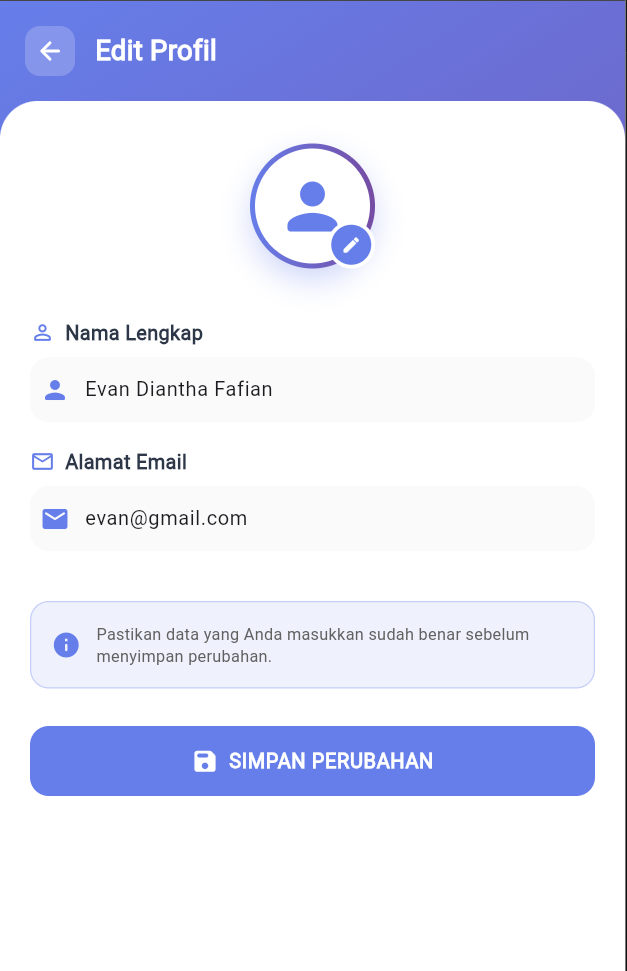 Edit Profil
Nama Lengkap
Evan Diantha Fafian
Alamat Email
evan@gmail.com
Pastikan data yang Anda masukkan sudah benar sebelum
menyimpan perubahan.
SIMPAN PERUBAHAN